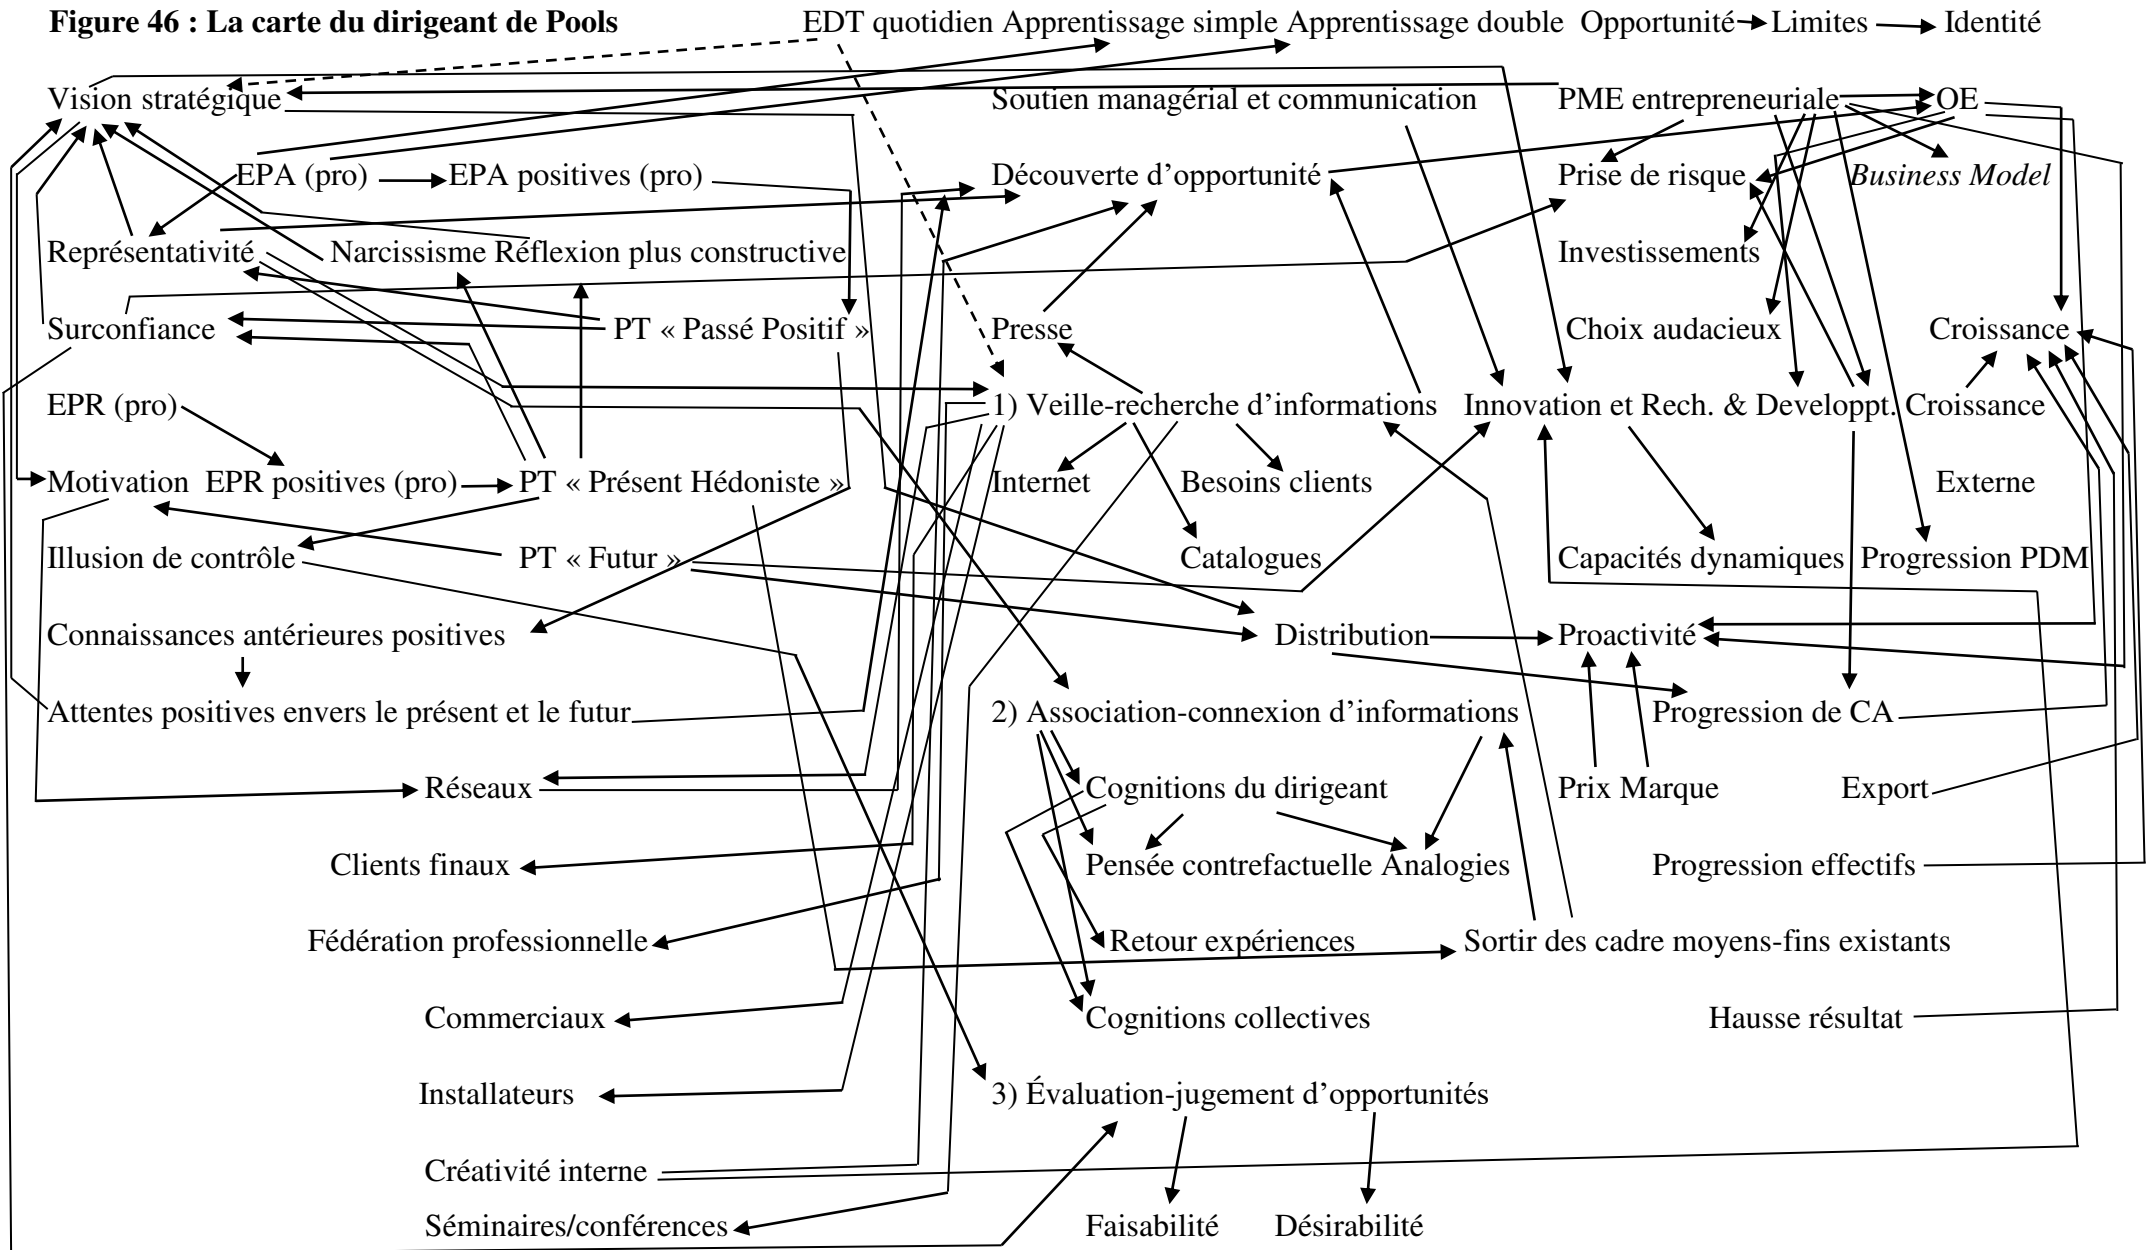 Figure 46 : La carte du dirigeant de Pools
EDT quotidien Apprentissage simple Apprentissage double Opportunité Limites Identité
Vision stratégique Soutien managérial et communication PME entrepreneuriale OE
EPA (pro) EPA positives (pro) Découverte d’opportunité Prise de risque Business Model
Représentativité Narcissisme Réflexion plus constructive Investissements
Surconfiance PT « Passé Positif » Presse Choix audacieux Croissance
EPR (pro) 1) Veille-recherche d’informations Innovation et Rech. & Developpt. Croissance
Motivation EPR positives (pro) PT « Présent Hédoniste » Internet Besoins clients Externe
Illusion de contrôle PT « Futur » Catalogues Capacités dynamiques Progression PDM
Connaissances antérieures positives Distribution Proactivité
Attentes positives envers le présent et le futur 2) Association-connexion d’informations Progression de CA
Réseaux Cognitions du dirigeant Prix Marque Export
Clients finaux Pensée contrefactuelle Analogies Progression effectifs
Fédération professionnelle Retour expériences Sortir des cadre moyens-fins existants
Commerciaux Cognitions collectives Hausse résultat
Installateurs 3) Évaluation-jugement d’opportunités
Créativité interne
Séminaires/conférences Faisabilité Désirabilité